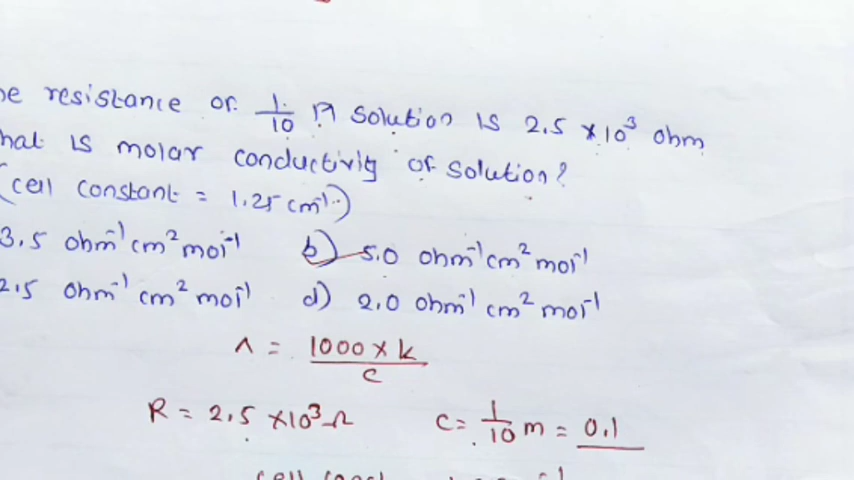 he resistance of 1/10 M solution is 2.5 × 10³ ohm
hat is molar conductivity of solution?
(cell constant = 1.25 cm⁻¹)
3.5 ohm⁻¹ cm² mol⁻¹ b) 5.0 ohm⁻¹ cm² mol⁻¹
2.5 ohm⁻¹ cm² mol⁻¹ d) 2.0 ohm⁻¹ cm² mol⁻¹
Λ = 1000 × k / c
R = 2.5 × 10³ Ω c = 1/10 m = 0.1